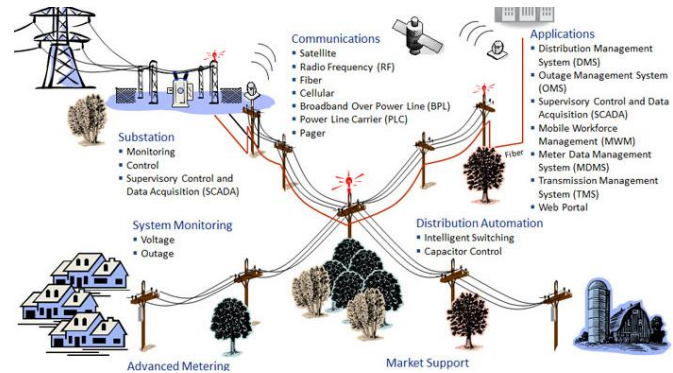 Communications
Satellite
Radio Frequency (RF)
Fiber
Cellular
Broadband Over Power Line (BPL)
Power Line Carrier (PLC)
Pager
Applications
Distribution Management
System (DMS)
Outage Management System
(OMS)
Supervisory Control and Data
Acquisition (SCADA)
Mobile Workforce
Management (MWM)
Meter Data Management
System (MDMS)
Transmission Management
System (TMS)
Web Portal
Substation
Monitoring
Control
Supervisory Control and
Data Acquisition (SCADA)
Fiber
System Monitoring
Voltage
Outage
Distribution Automation
Intelligent Switching
Capacitor Control
Advanced Metering
Market Support